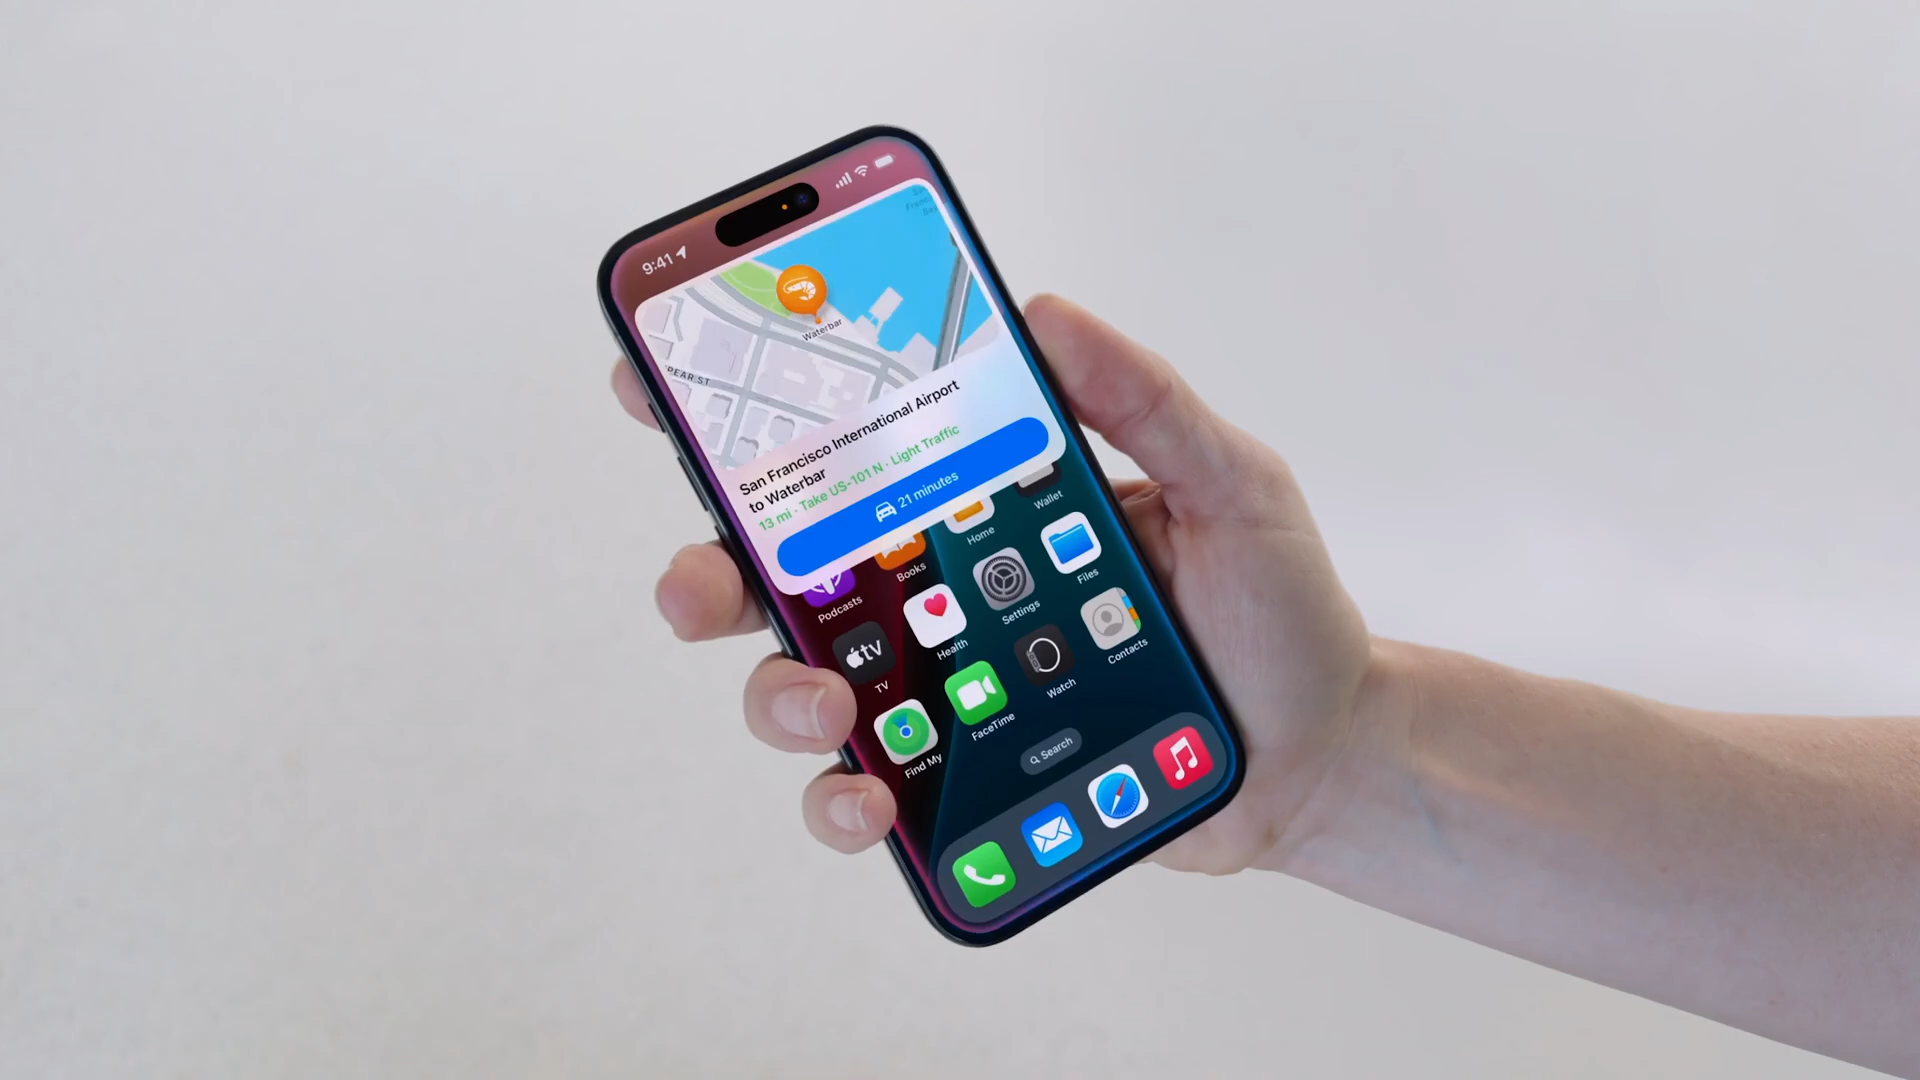 9:41
Waterbar
PEAR ST
San Francisco International Airport
to Waterbar
13 mi · Take US-101 N · Light Traffic
21 minutes
Wallet
Home
Books
Podcasts
Files
Settings
Health
tv
TV
Contacts
Watch
FaceTime
Find My
Search